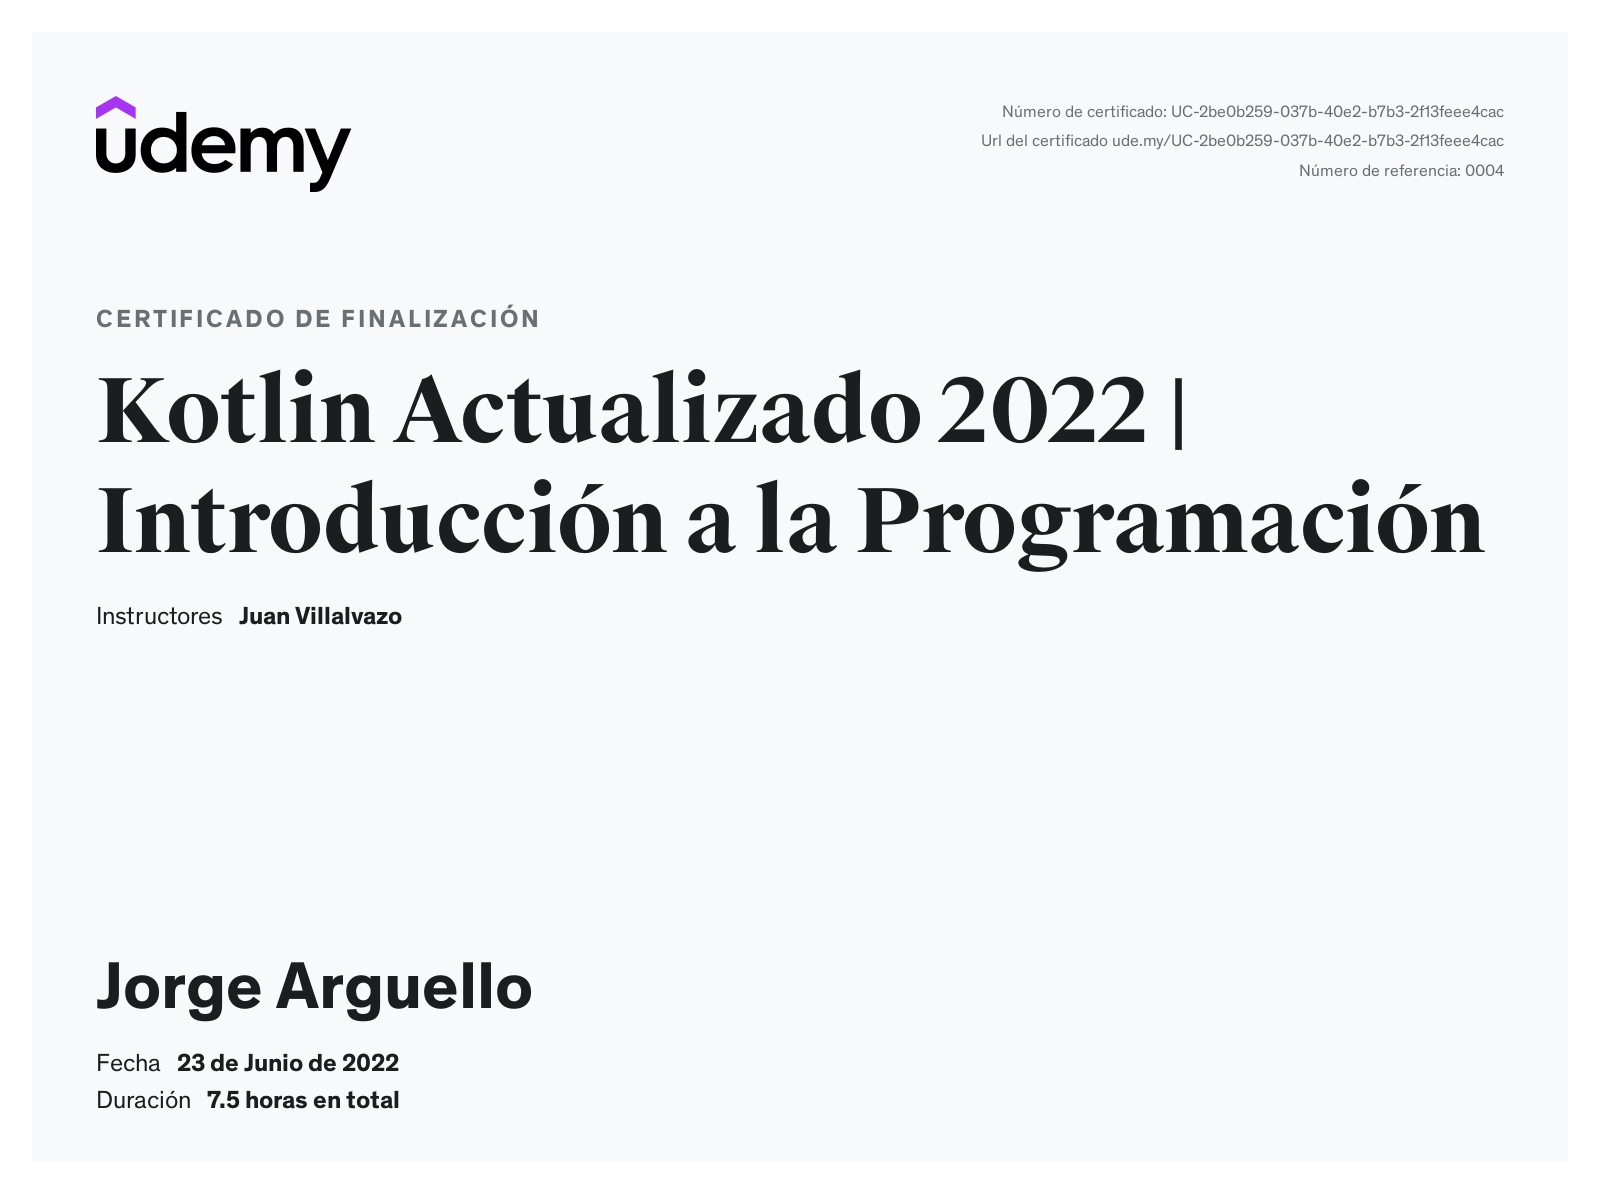 udemy
Número de certificado: UC-2be0b259-037b-40e2-b7b3-2f13feee4cac
Url del certificado ude.my/UC-2be0b259-037b-40e2-b7b3-2f13feee4cac
Número de referencia: 0004
CERTIFICADO DE FINALIZACIÓN
Kotlin Actualizado 2022 |
Introducción a la Programación
Instructores Juan Villalvazo
Jorge Arguello
Fecha 23 de Junio de 2022
Duración 7.5 horas en total